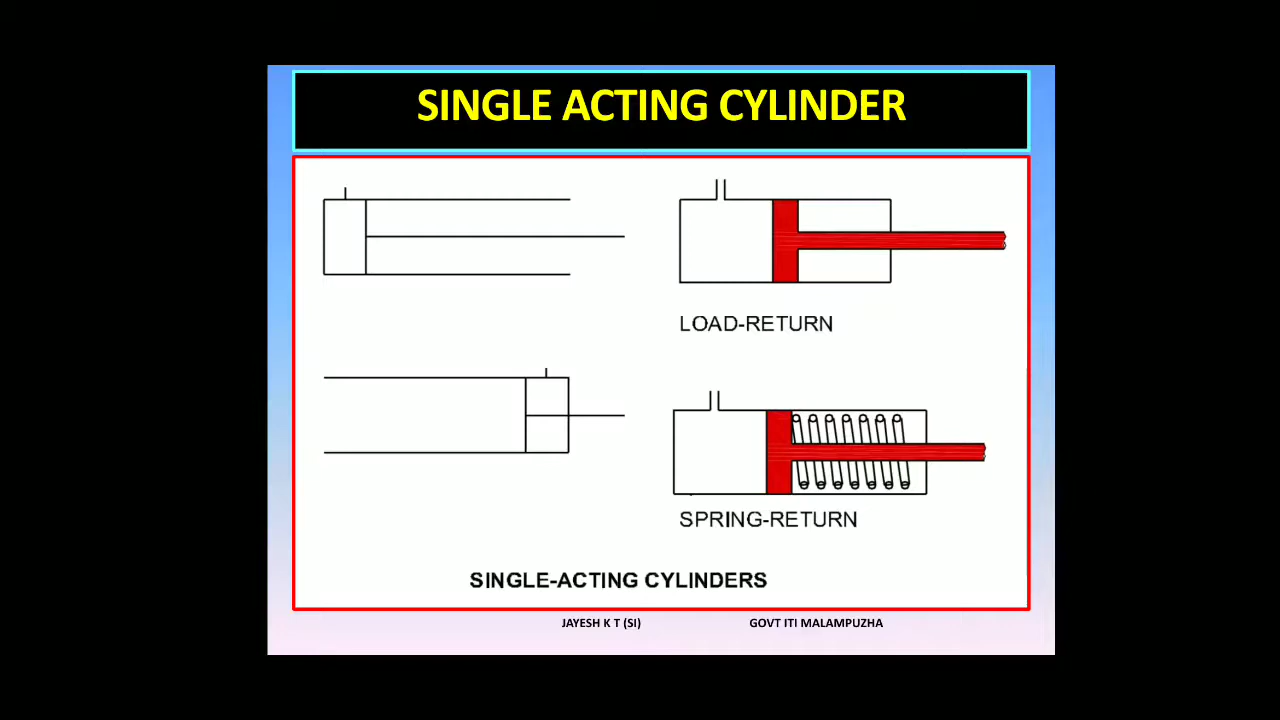 SINGLE ACTING CYLINDER
LOAD-RETURN
SPRING-RETURN
SINGLE-ACTING CYLINDERS
JAYESH K T (SI) GOVT ITI MALAMPUZHA